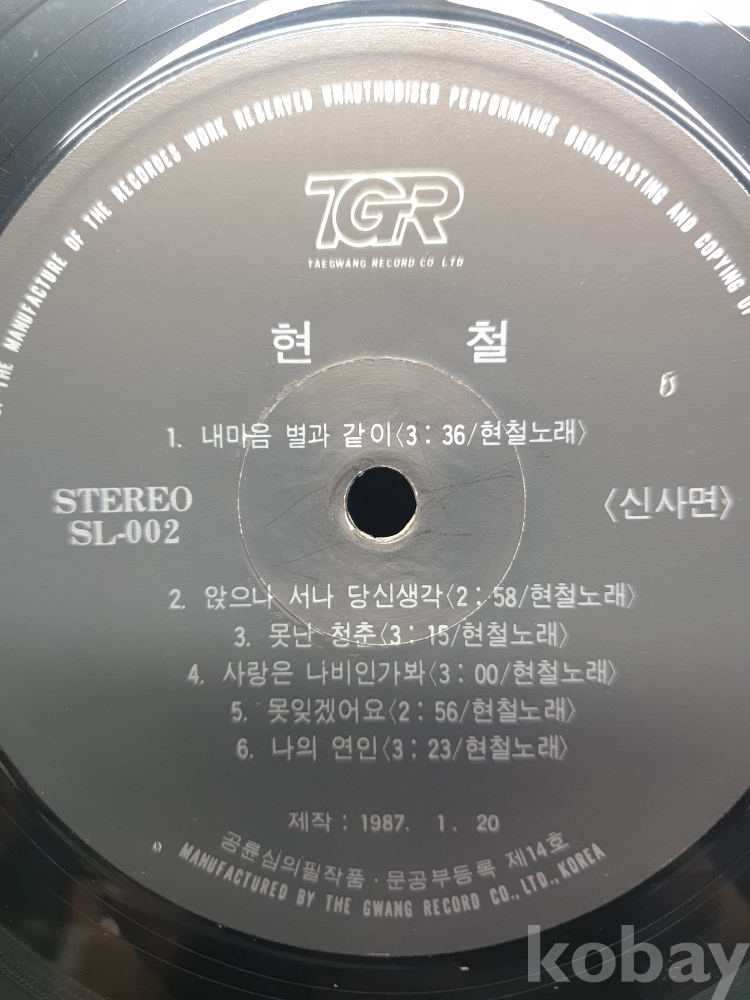 THE MANUFACTURE OF THE RECORDES WORK RESERVED UNAUTHORISED PERFORMANCE BROADCASTING AND COPYING OF
TGR
TAEGWANG RECORD CO LTD
현 철
1. 내마음 별과 같이〈3 : 36/현철노래〉
STEREO
SL-002
〈신사면〉
2. 앉으나 서나 당신생각〈2 : 58/현철노래〉
3. 못난 청춘〈3 : 15/현철노래〉
4. 사랑은 나비인가봐〈3 : 00/현철노래〉
5. 못잊겠어요〈2 : 56/현철노래〉
6. 나의 연인〈3 : 23/현철노래〉
제작 : 1987. 1. 20
공륜심의필작품 · 문공부등록 제14호
MANUFACTURED BY THE GWANG RECORD CO., LTD., KOREA
kobay